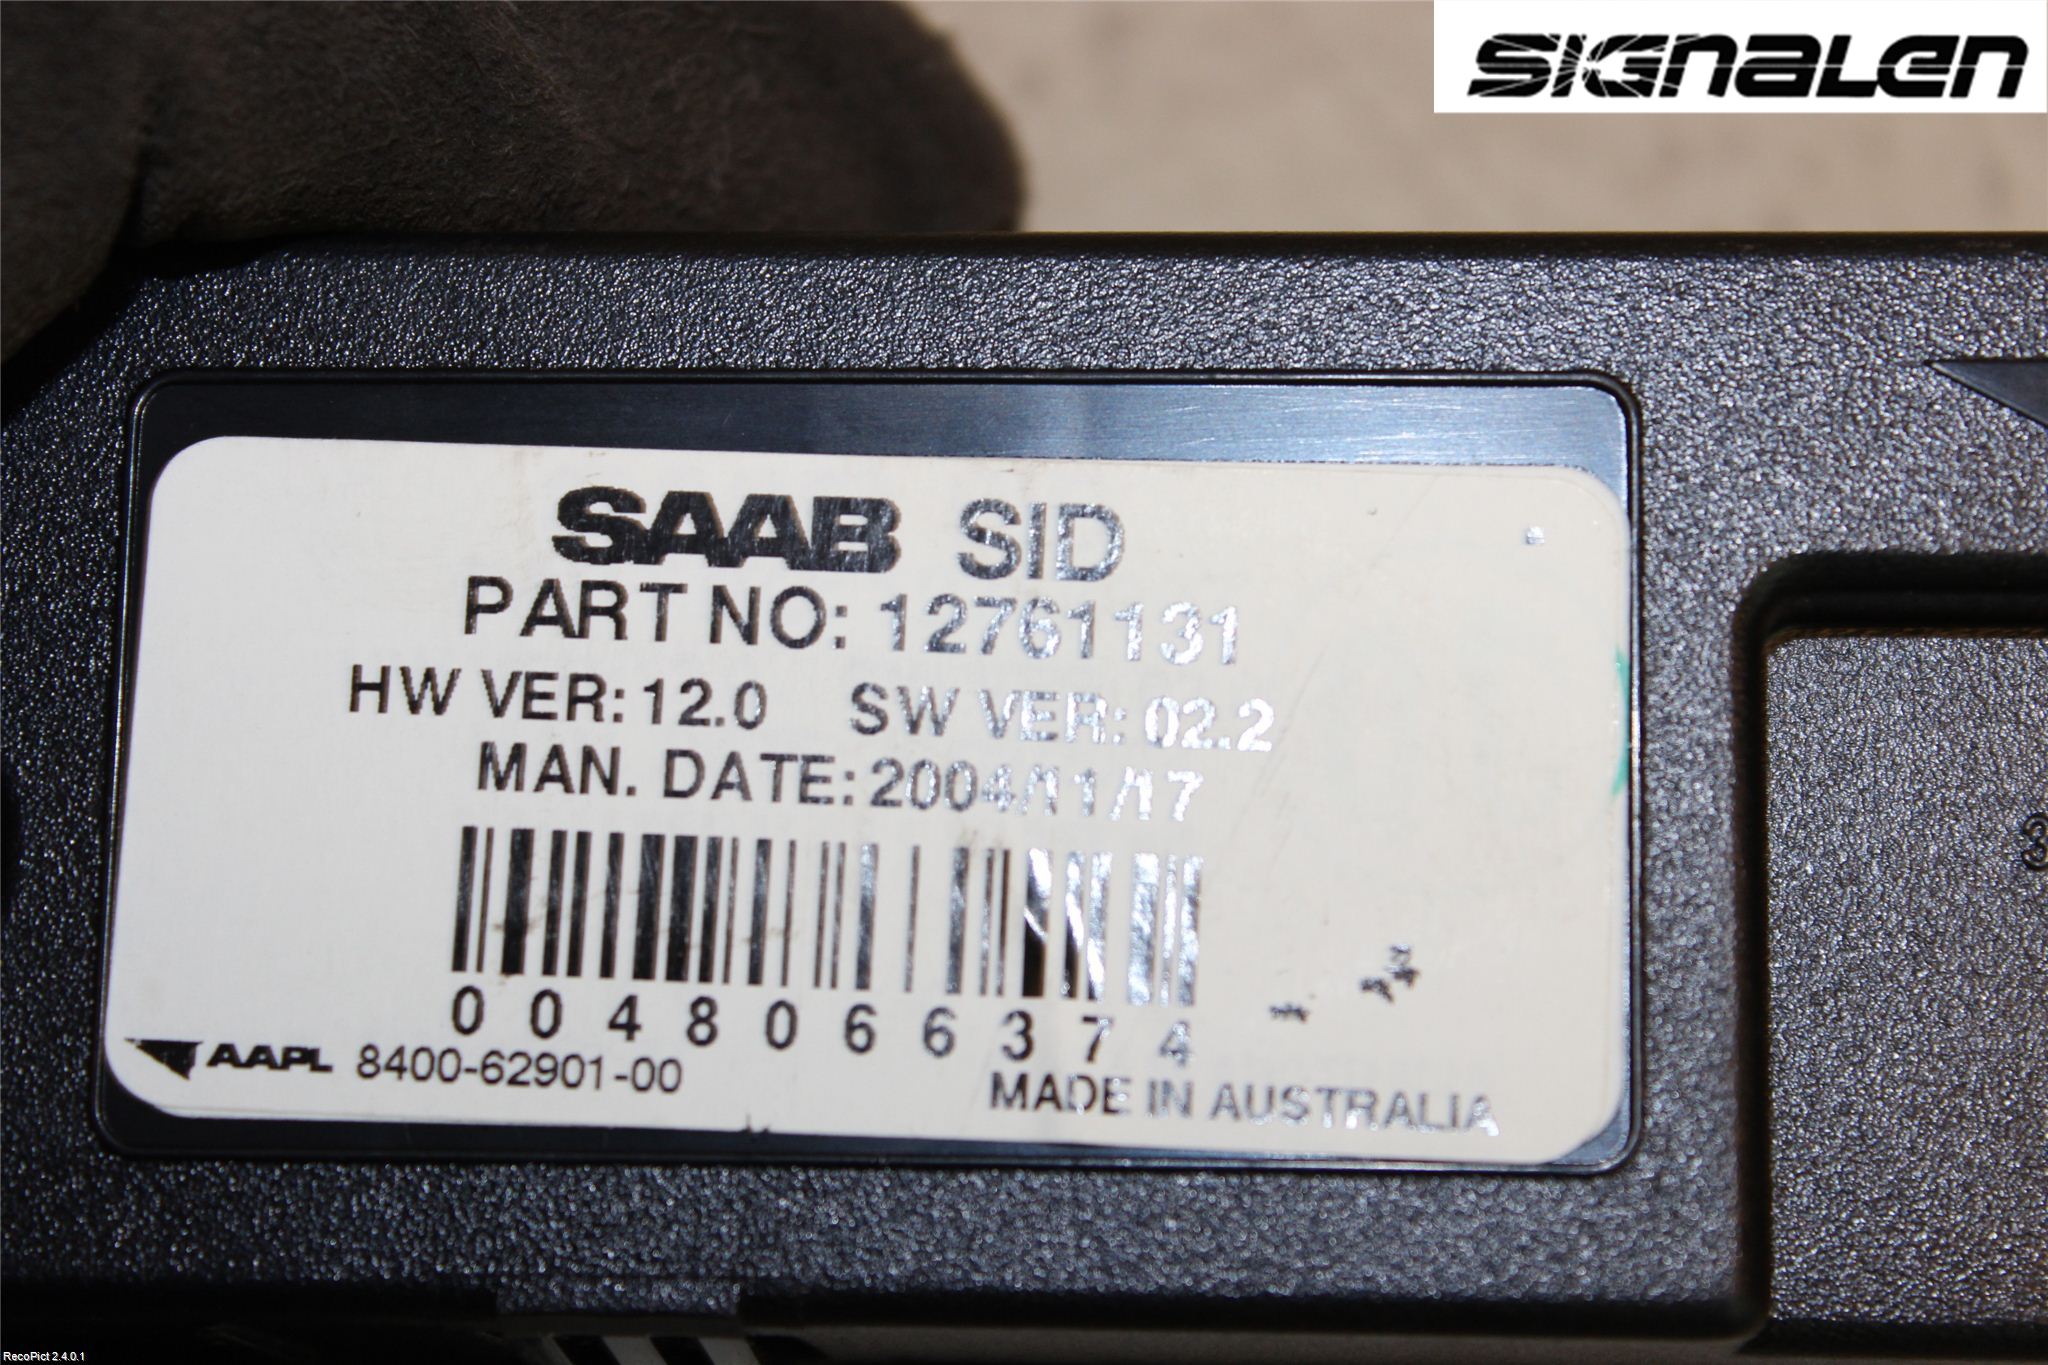 SIGNALEN
SAAB SID
PART NO: 12761131
HW VER: 12.0 SW VER: 02.2
MAN. DATE: 2004/11/17
0048066374
AAPL 8400-62901-00
MADE IN AUSTRALIA
3
RecoPict 2.4.0.1